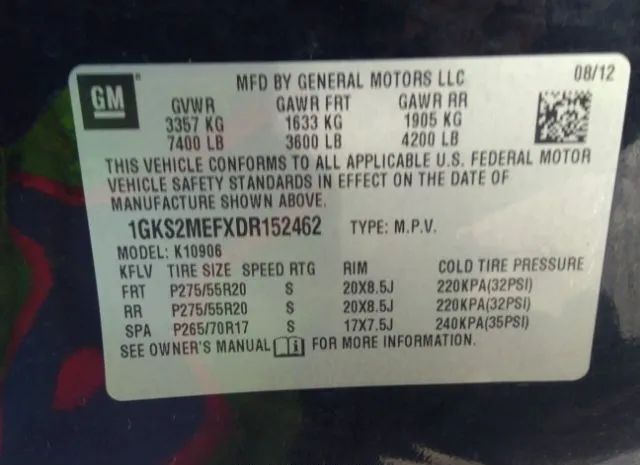 GM
MFD BY GENERAL MOTORS LLC 08/12
GVWR GAWR FRT GAWR RR
3357 KG 1633 KG 1905 KG
7400 LB 3600 LB 4200 LB
THIS VEHICLE CONFORMS TO ALL APPLICABLE U.S. FEDERAL MOTOR
VEHICLE SAFETY STANDARDS IN EFFECT ON THE DATE OF
MANUFACTURE SHOWN ABOVE.
1GKS2MEFXDR152462 TYPE: M.P.V.
MODEL: K10906
KFLV TIRE SIZE SPEED RTG RIM COLD TIRE PRESSURE
FRT P275/55R20 S 20X8.5J 220KPA(32PSI)
RR P275/55R20 S 20X8.5J 220KPA(32PSI)
SPA P265/70R17 S 17X7.5J 240KPA(35PSI)
SEE OWNER'S MANUAL i FOR MORE INFORMATION.